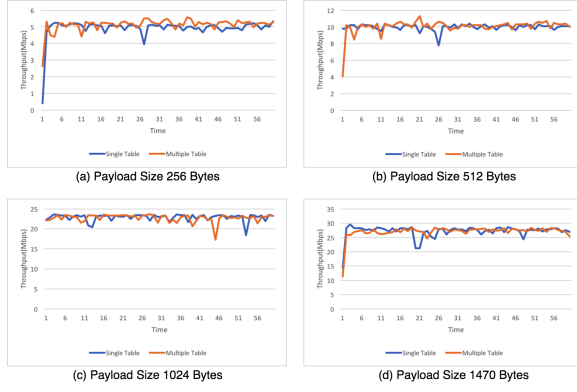 6
5
4
3
2
1
0
Throughput(Mbps)
1 6 11 16 21 26 31 36 41 46 51 56
Time
Single Table Multiple Table
(a) Payload Size 256 Bytes
12
10
8
6
4
2
0
Throughput(Mbps)
1 6 11 16 21 26 31 36 41 46 51 56
Time
Single Table Multiple Table
(b) Payload Size 512 Bytes
25
20
15
10
5
0
Throughput(Mbps)
1 6 11 16 21 26 31 36 41 46 51 56
Time
Single Table Multiple Table
(c) Payload Size 1024 Bytes
35
30
25
20
15
10
5
0
Throughput(Mbps)
1 6 11 16 21 26 31 36 41 46 51 56
Time
Single Table Multiple Table
(d) Payload Size 1470 Bytes